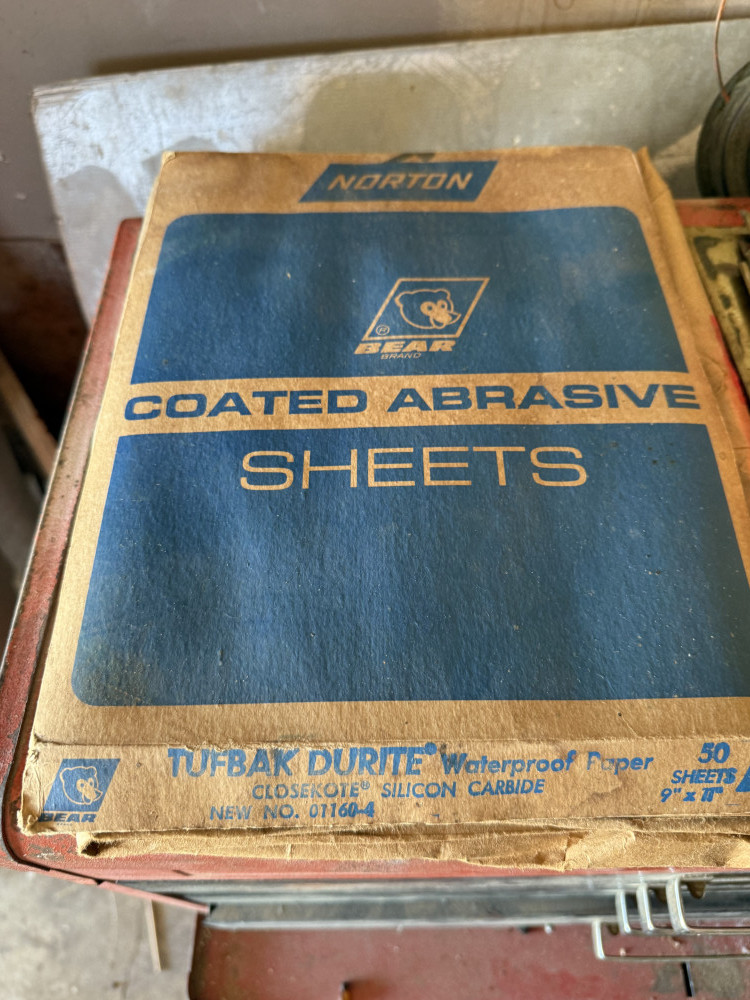 NORTON
®
BEAR
BRAND
COATED ABRASIVE
SHEETS
BEAR
TUFBAK DURITE® Waterproof Paper
CLOSEKOTE® SILICON CARBIDE
NEW NO. 01160-4
50
SHEETS
9" x 11"